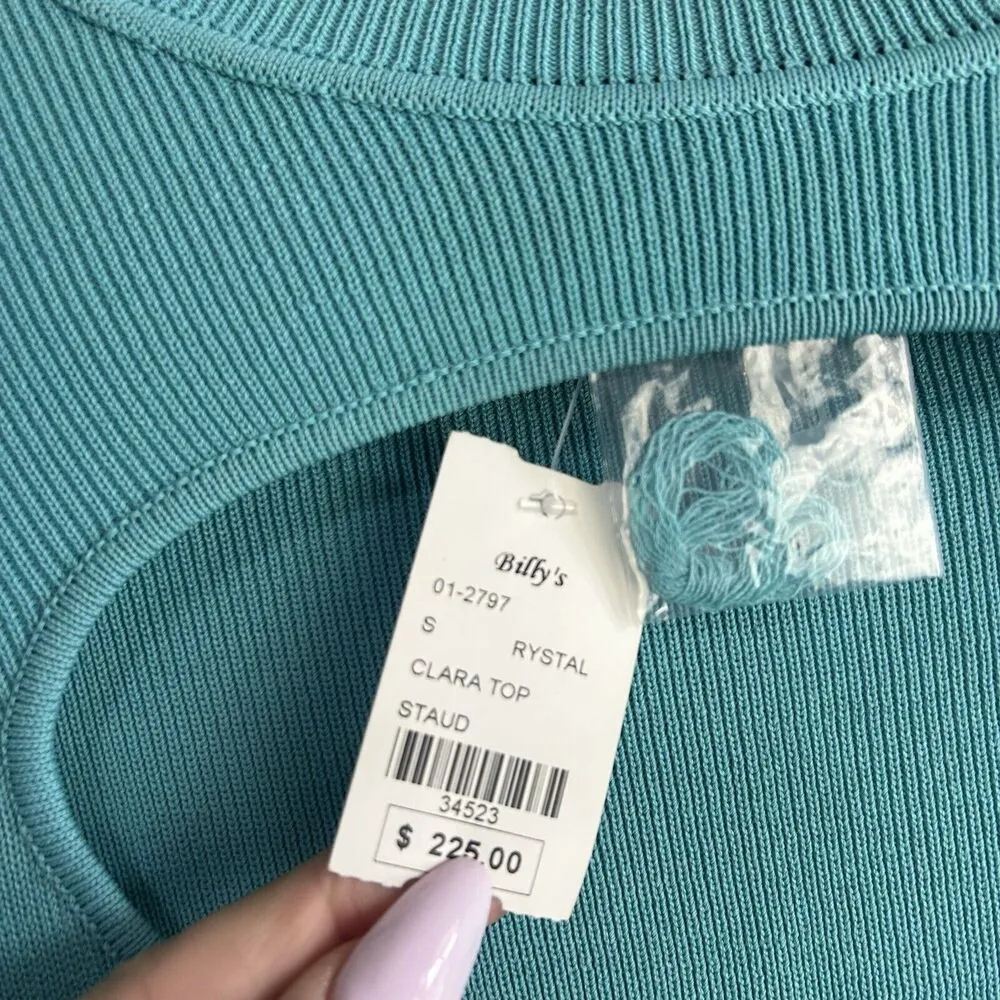 Billy's
01-2797
S RYSTAL
CLARA TOP
STAUD
34523
$ 225.00